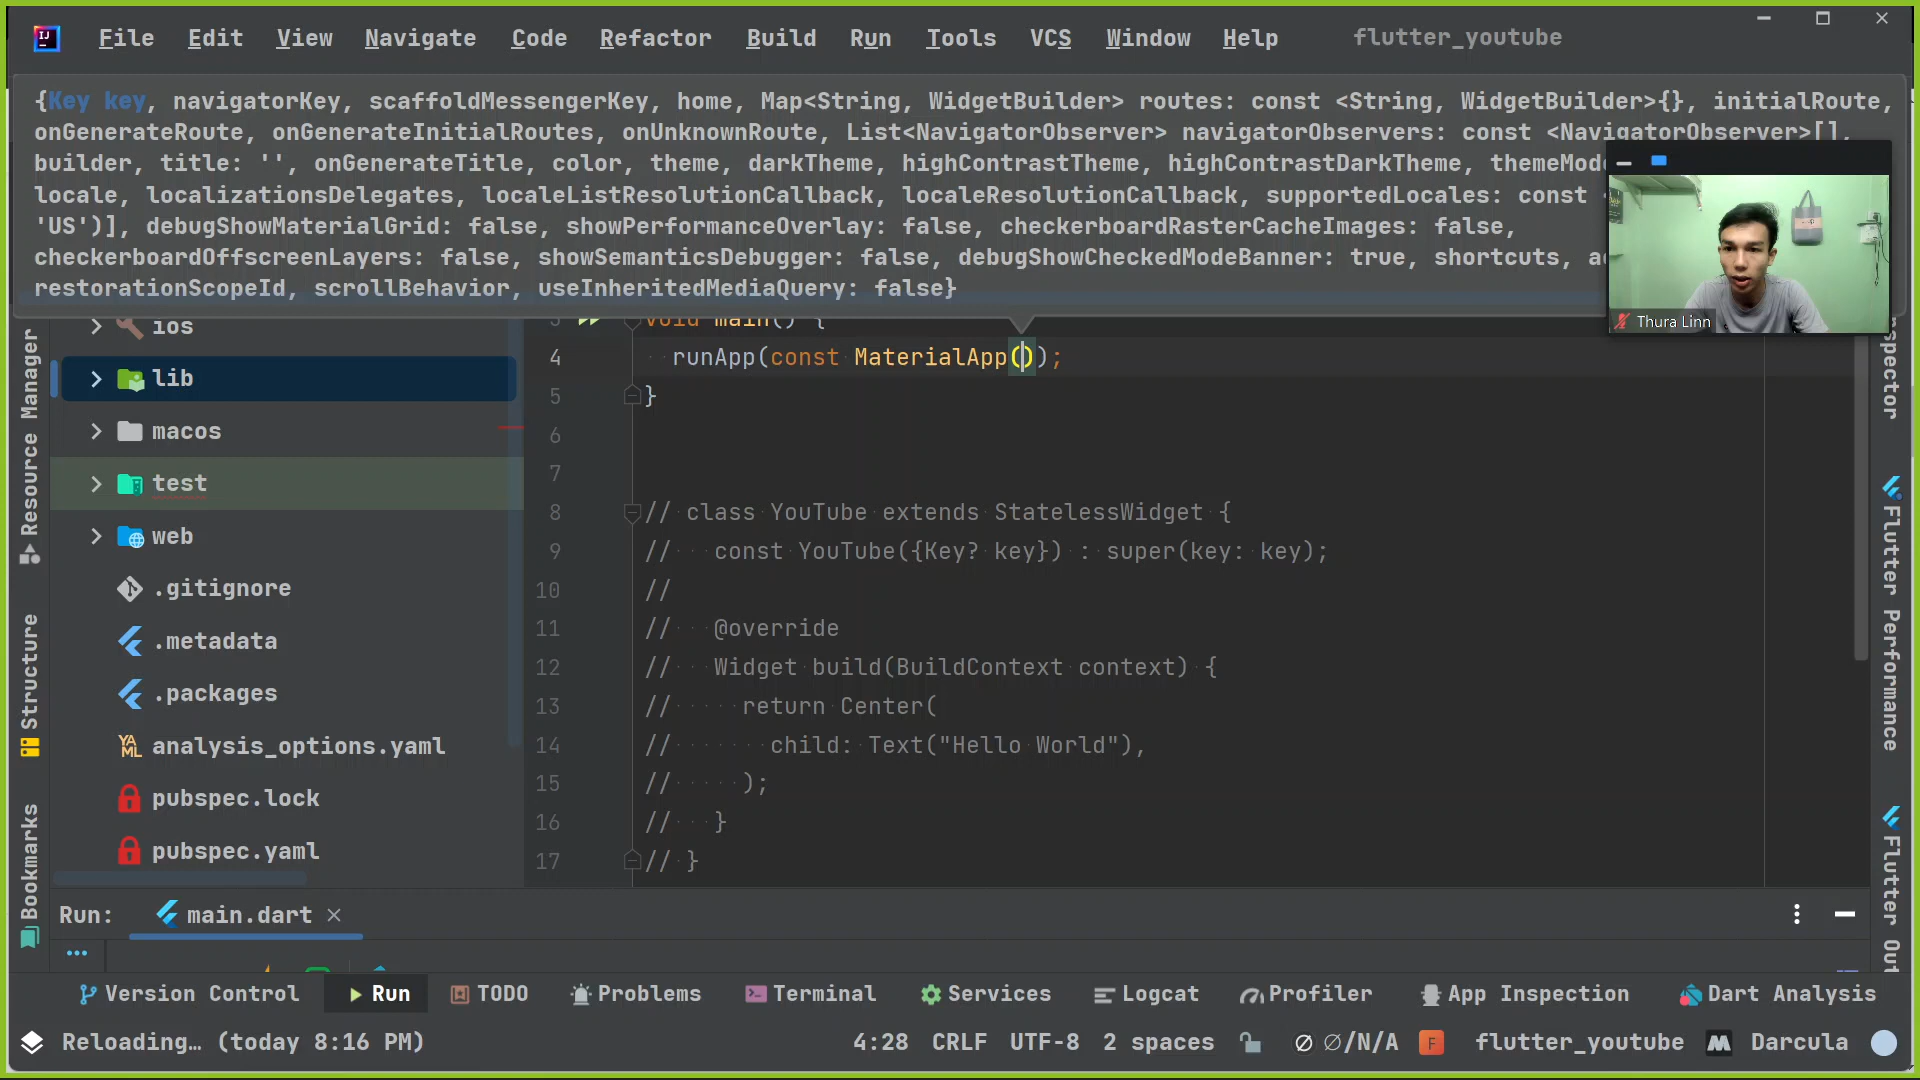 File Edit View Navigate Code Refactor Build Run Tools VCS Window Help flutter_youtube
{Key key, navigatorKey, scaffoldMessengerKey, home, Map<String, WidgetBuilder> routes: const <String, WidgetBuilder>{}, initialRoute,
onGenerateRoute, onGenerateInitialRoutes, onUnknownRoute, List<NavigatorObserver> navigatorObservers: const <NavigatorObserver>[],
builder, title: '', onGenerateTitle, color, theme, darkTheme, highContrastTheme, highContrastDarkTheme,
locale, localizationsDelegates, localeListResolutionCallback, localeResolutionCallback, supportedLocales: const
'US')], debugShowMaterialGrid: false, showPerformanceOverlay: false, checkerboardRasterCacheImages: false,
checkerboardOffscreenLayers: false, showSemanticsDebugger: false, debugShowCheckedModeBanner: true, shortcuts,
restorationScopeId, scrollBehavior, useInheritedMediaQuery: false}
Thura Linn
Resource Manager
Structure
Bookmarks
ios
lib
macos
test
web
.gitignore
.metadata
.packages
analysis_options.yaml
pubspec.lock
pubspec.yaml
3 void main() {
4 runApp(const MaterialApp());
5 }
6
7
8 // class YouTube extends StatelessWidget {
9 // const YouTube({Key? key}) : super(key: key);
10 //
11 // @override
12 // Widget build(BuildContext context) {
13 // return Center(
14 // child: Text("Hello World"),
15 // );
16 // }
17 // }
Flutter Performance
Run: main.dart
Version Control Run TODO Problems Terminal Services Logcat Profiler App Inspection Dart Analysis
Reloading… (today 8:16 PM) 4:28 CRLF UTF-8 2 spaces ∅/N/A F flutter_youtube M Darcula